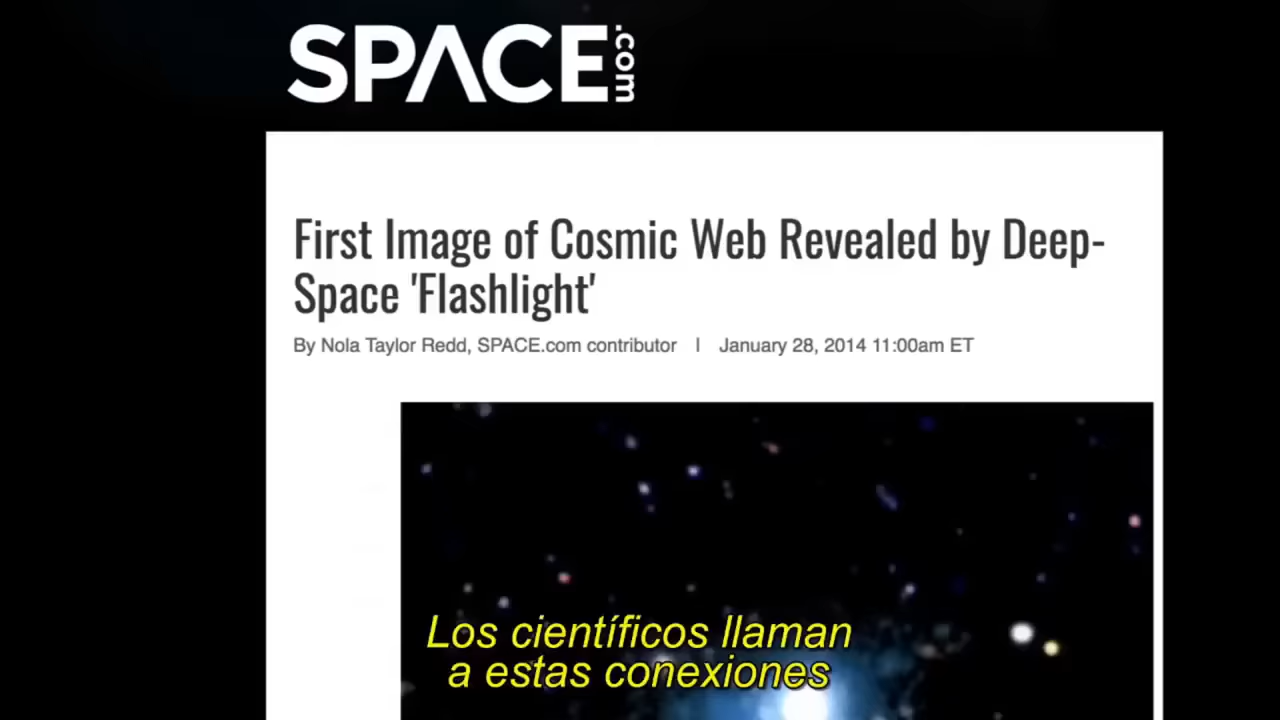 SPACE.com
First Image of Cosmic Web Revealed by Deep-
Space 'Flashlight'
By Nola Taylor Redd, SPACE.com contributor | January 28, 2014 11:00am ET
Los científicos llaman
a estas conexiones